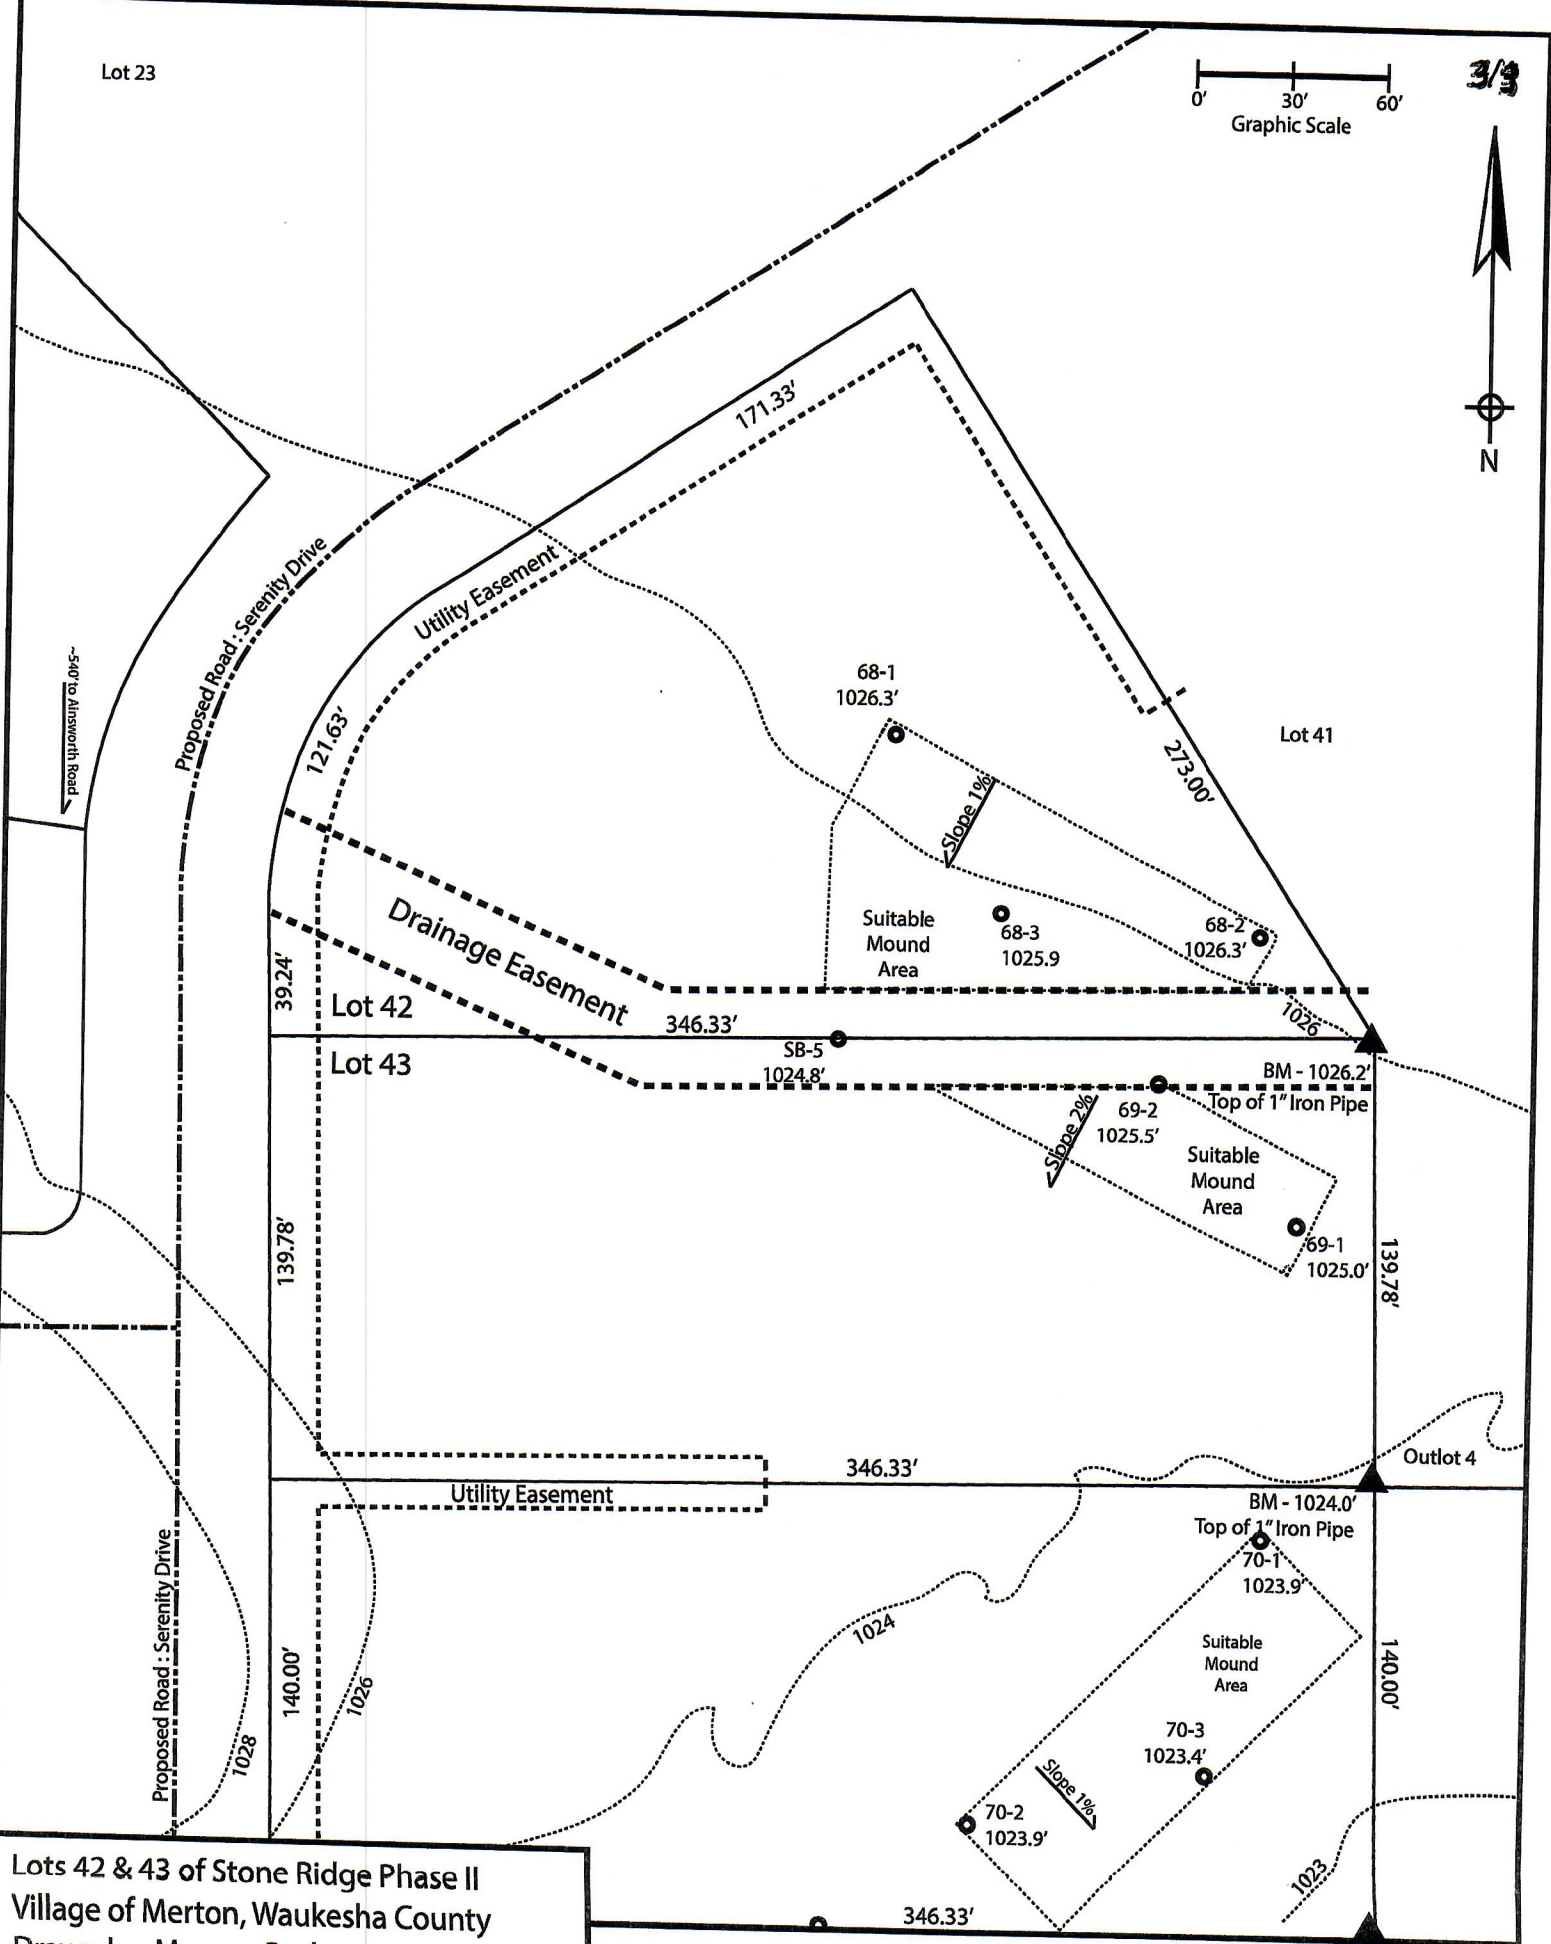 Lot 23
0' 30' 60'
Graphic Scale
N
171.33'
Utility Easement
Proposed Road : Serenity Drive
~540' to Ainsworth Road
121.63'
68-1
1026.3'
Lot 41
273.00'
Slope 1%
Suitable
Mound
Area
68-3
1025.9
68-2
1026.3'
Drainage Easement
39.24'
Lot 42
346.33'
1026
SB-5
1024.8'
Lot 43
BM - 1026.2'
Top of 1" Iron Pipe
69-2
1025.5'
Slope 2%
Suitable
Mound
Area
69-1
1025.0'
139.78'
139.78'
346.33'
Outlot 4
Utility Easement
BM - 1024.0'
Top of 1" Iron Pipe
70-1
1023.9'
1024
Suitable
Mound
Area
Proposed Road : Serenity Drive
140.00'
140.00'
1026
1028
70-3
1023.4'
Slope 1%
70-2
1023.9'
1023
346.33'
Lots 42 & 43 of Stone Ridge Phase II
Village of Merton, Waukesha County